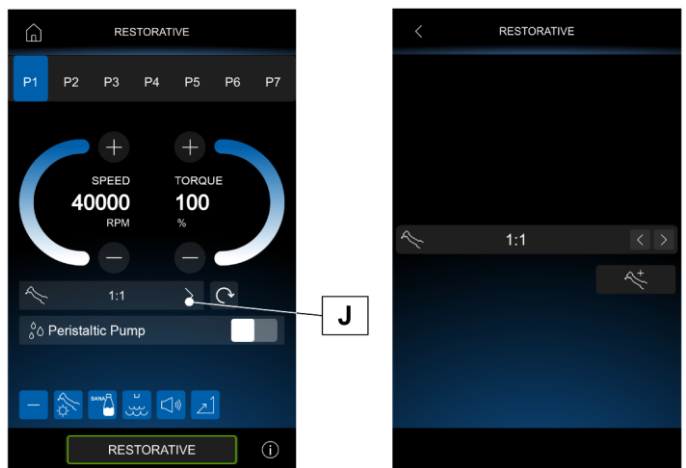 RESTORATIVE
P1 P2 P3 P4 P5 P6 P7
SPEED
40000
RPM
TORQUE
100
%
1:1
Peristaltic Pump
SANA
RESTORATIVE
J
RESTORATIVE
1:1